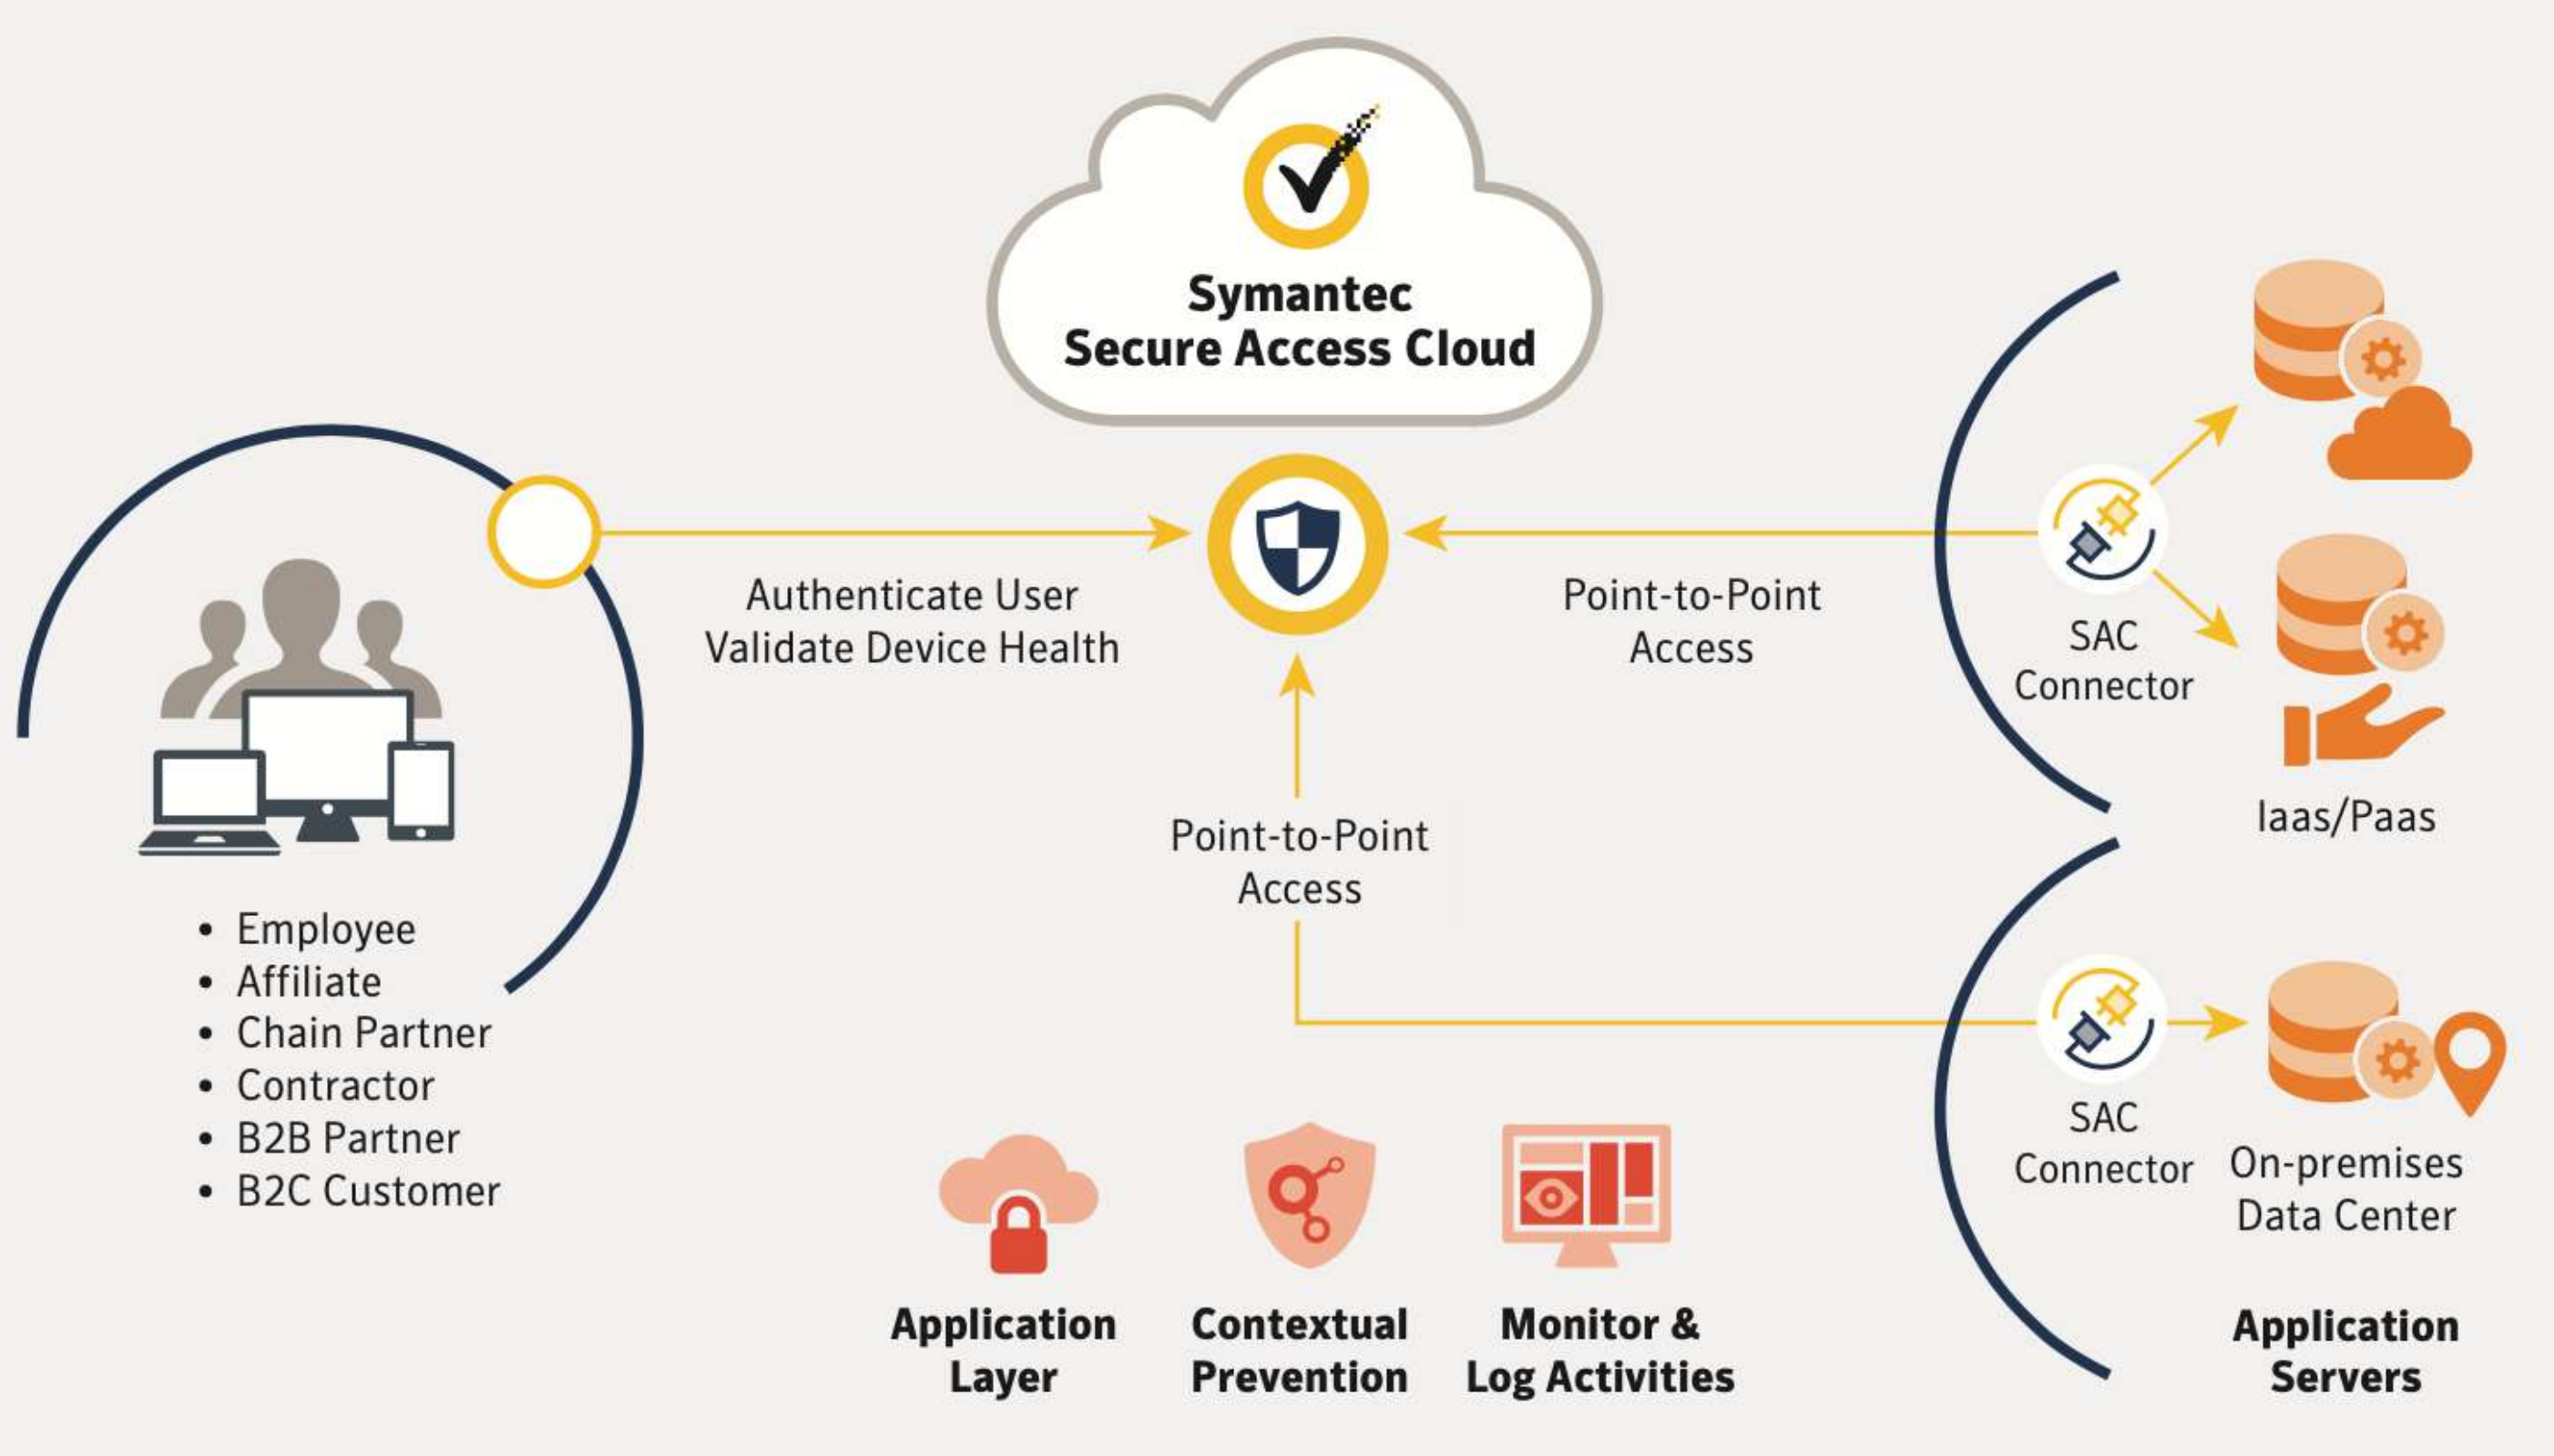 Symantec
Secure Access Cloud
Authenticate User
Validate Device Health
Point-to-Point
Access
SAC
Connector
Iaas/Paas
Point-to-Point
Access
• Employee
• Affiliate
• Chain Partner
• Contractor
• B2B Partner
• B2C Customer
SAC
Connector
On-premises
Data Center
Application
Layer
Contextual
Prevention
Monitor &
Log Activities
Application
Servers